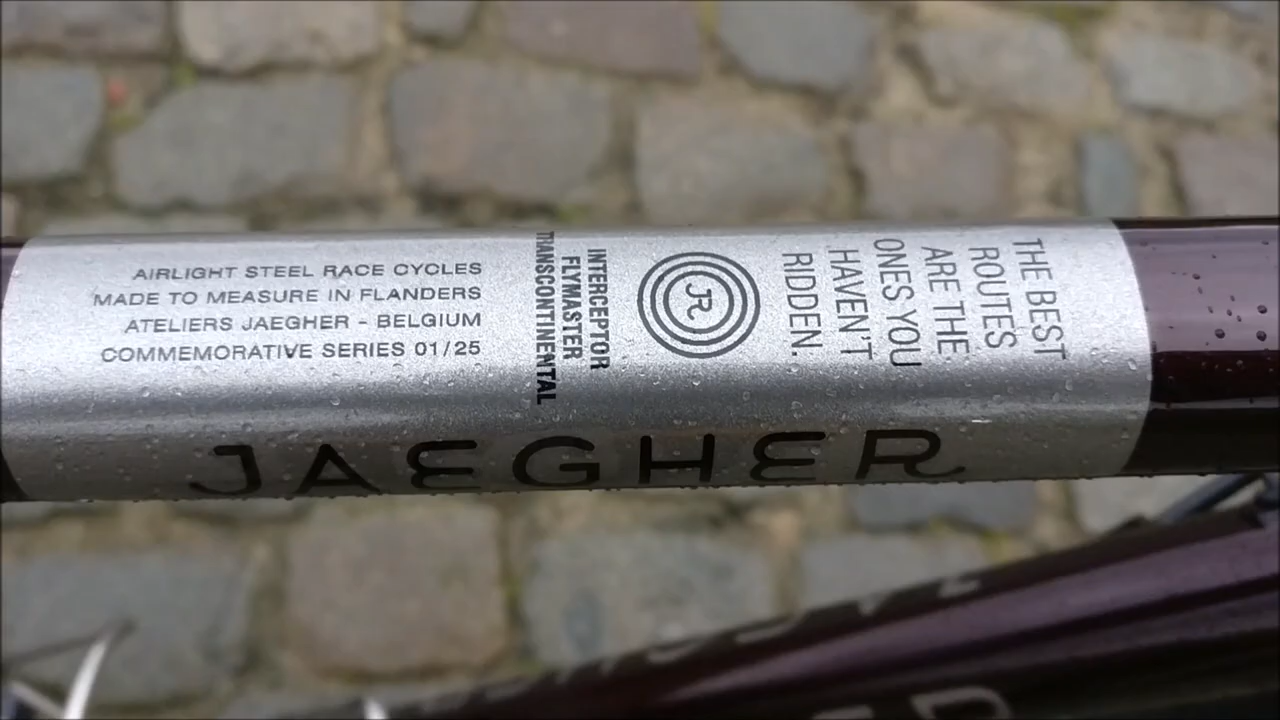 AIRLIGHT STEEL RACE CYCLES
MADE TO MEASURE IN FLANDERS
ATELIERS JAEGHER - BELGIUM
COMMEMORATIVE SERIES 01/25
INTERCEPTOR
FLYMASTER
TRANSCONTINENTAL
JR
THE BEST
ROUTES
ARE THE
ONES YOU
HAVEN'T
RIDDEN.
JAEGHER